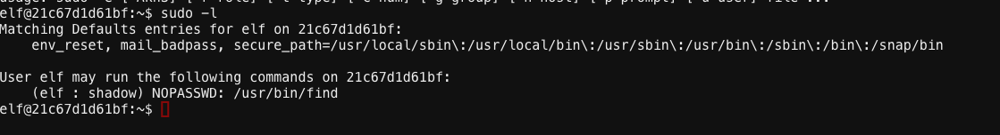 elf@21c67d1d61bf:~$ sudo -l
Matching Defaults entries for elf on 21c67d1d61bf:
    env_reset, mail_badpass, secure_path=/usr/local/sbin\:/usr/local/bin\:/usr/sbin\:/usr/bin\:/sbin\:/bin\:/snap/bin
User elf may run the following commands on 21c67d1d61bf:
    (elf : shadow) NOPASSWD: /usr/bin/find
elf@21c67d1d61bf:~$